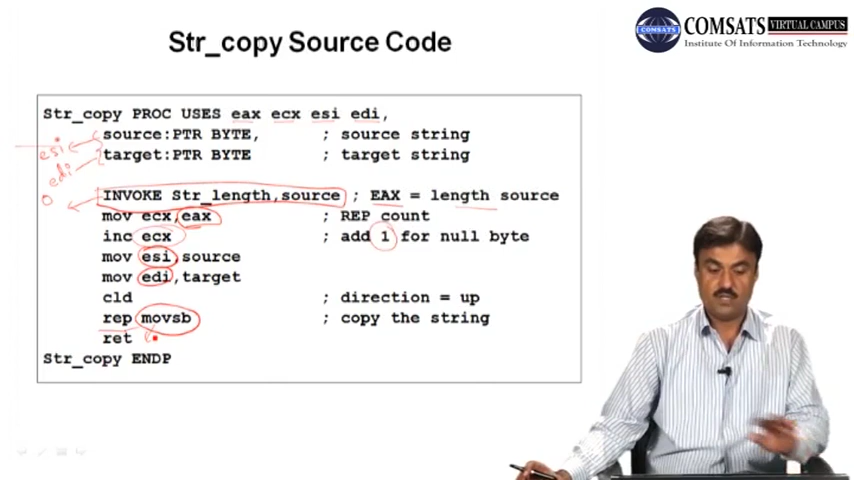 Str_copy Source Code
COMSATS VIRTUAL CAMPUS
COMSATS
Institute Of Information Technology
Str_copy PROC USES eax ecx esi edi,
source:PTR BYTE, ; source string
target:PTR BYTE ; target string
esi
edi
0
INVOKE Str_length,source ; EAX = length source
mov ecx,eax ; REP count
inc ecx ; add 1 for null byte
mov esi,source
mov edi,target
cld ; direction = up
rep movsb ; copy the string
ret
Str_copy ENDP